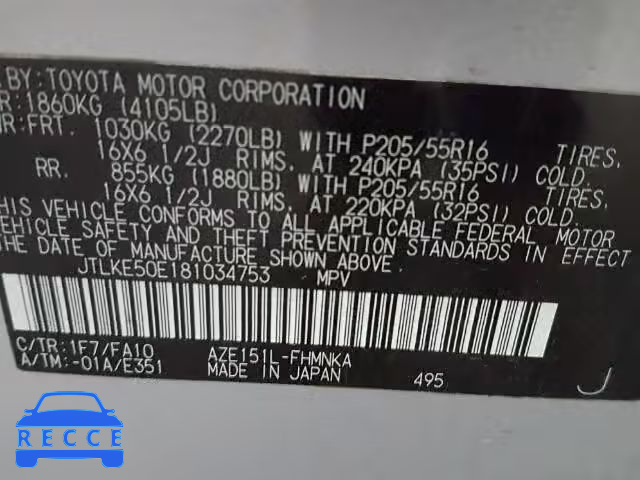 BY: TOYOTA MOTOR CORPORATION
1860KG (4105LB)
FRT. 1030KG (2270LB) WITH P205/55R16 TIRES,
16X6 1/2J RIMS, AT 240KPA (35PSI) COLD.
RR. 855KG (1880LB) WITH P205/55R16 TIRES,
16X6 1/2J RIMS, AT 220KPA (32PSI) COLD.
THIS VEHICLE CONFORMS TO ALL APPLICABLE FEDERAL MOTOR
VEHICLE SAFETY AND THEFT PREVENTION STANDARDS IN EFFECT
THE DATE OF MANUFACTURE SHOWN ABOVE.
JTLKE50E181034753 MPV
C/TR: 1F7/FA10 AZE151L-FHMNKA
A/TM: -01A/E351 MADE IN JAPAN 495 J
RECCE